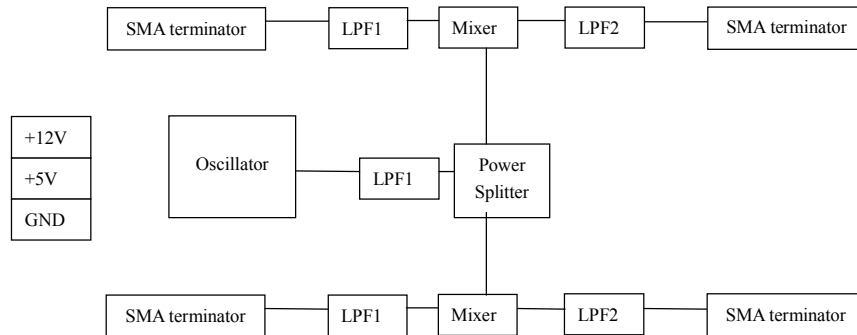 SMA terminator
LPF1
Mixer
LPF2
SMA terminator
+12V
+5V
GND
Oscillator
LPF1
Power
Splitter
SMA terminator
LPF1
Mixer
LPF2
SMA terminator